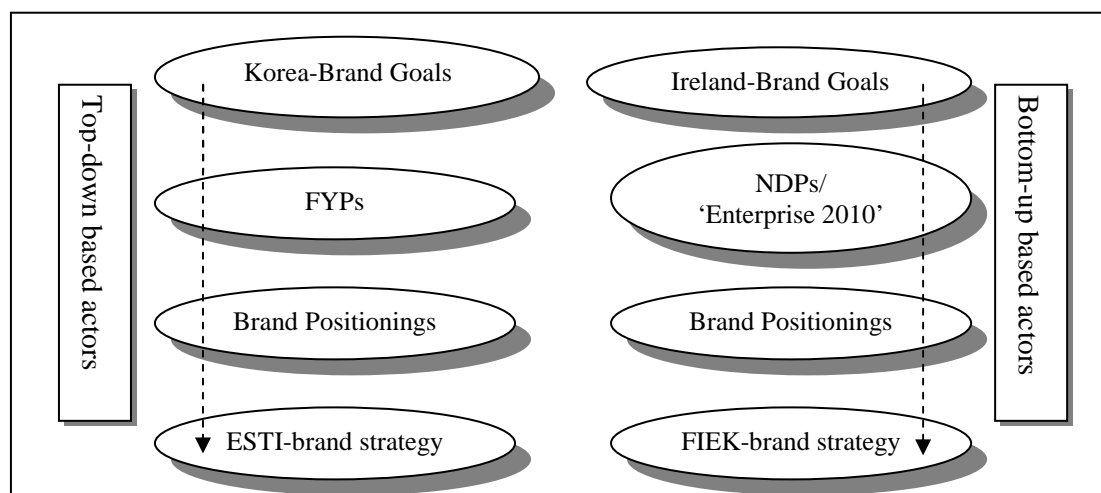 Top-down based actors
Korea-Brand Goals
FYPs
Brand Positionings
ESTI-brand strategy
Ireland-Brand Goals
NDPs/
‘Enterprise 2010’
Brand Positionings
FIEK-brand strategy
Bottom-up based actors